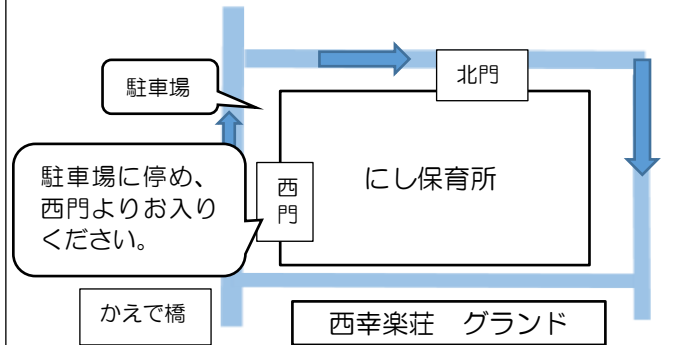 北門
駐車場
駐車場に停め、
西門よりお入り
ください。
西
門
にし保育所
かえで橋
西幸楽荘　グランド